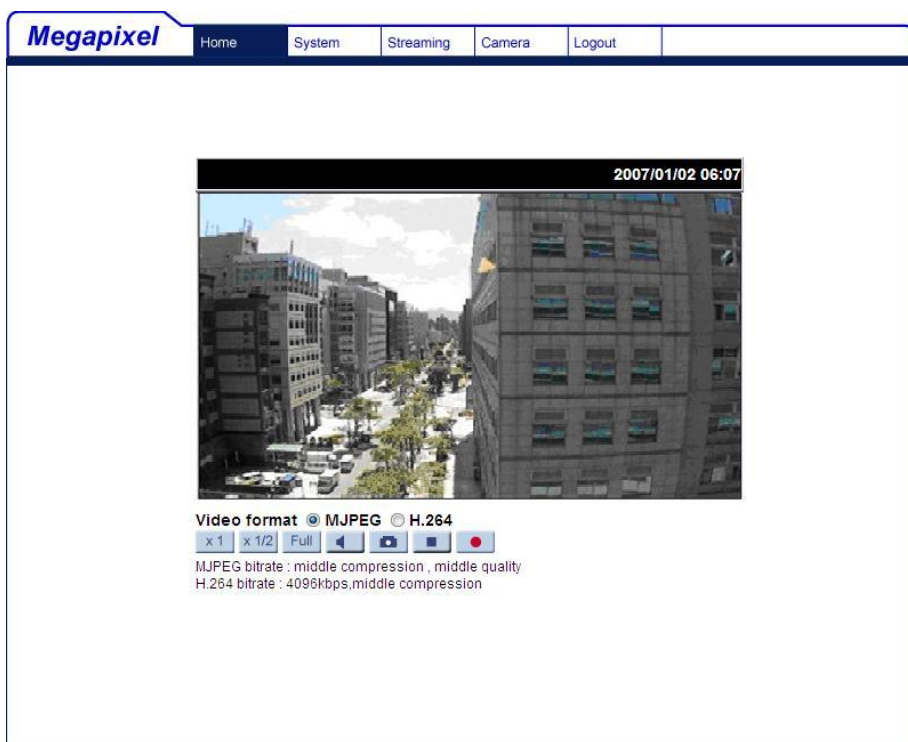 Megapixel
Home System Streaming Camera Logout
2007/01/02 06:07
Video format MJPEG H.264
x 1 x 1/2 Full
MJPEG bitrate : middle compression , middle quality
H.264 bitrate : 4096kbps,middle compression